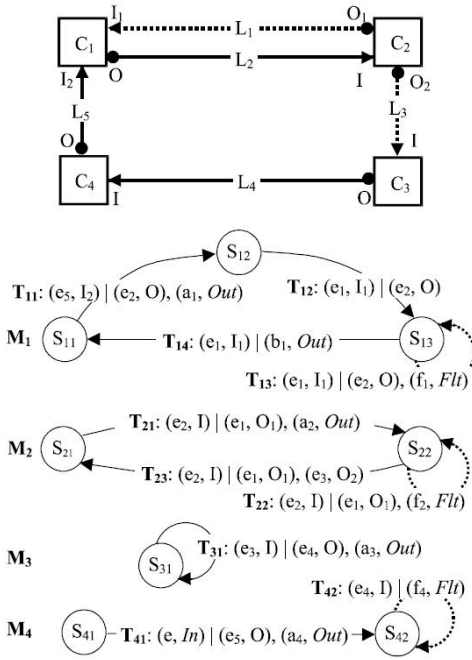 I₁ L₁ O₁
C₁ C₂
O L₂ I
I₂ O₂
L₅ L₃
O I
C₄ L₄ C₃
I O
S₁₂
T₁₁: (e₅, I₂) | (e₂, O), (a₁, Out)
T₁₂: (e₁, I₁) | (e₂, O)
M₁ S₁₁ T₁₄: (e₁, I₁) | (b₁, Out) S₁₃
T₁₃: (e₁, I₁) | (e₂, O), (f₁, Flt)
T₂₁: (e₂, I) | (e₁, O₁), (a₂, Out)
M₂ S₂₁ S₂₂
T₂₃: (e₂, I) | (e₁, O₁), (e₃, O₂)
T₂₂: (e₂, I) | (e₁, O₁), (f₂, Flt)
T₃₁: (e₃, I) | (e₄, O), (a₃, Out)
M₃ S₃₁
T₄₂: (e₄, I) | (f₄, Flt)
M₄ S₄₁ T₄₁: (e, In) | (e₅, O), (a₄, Out) S₄₂